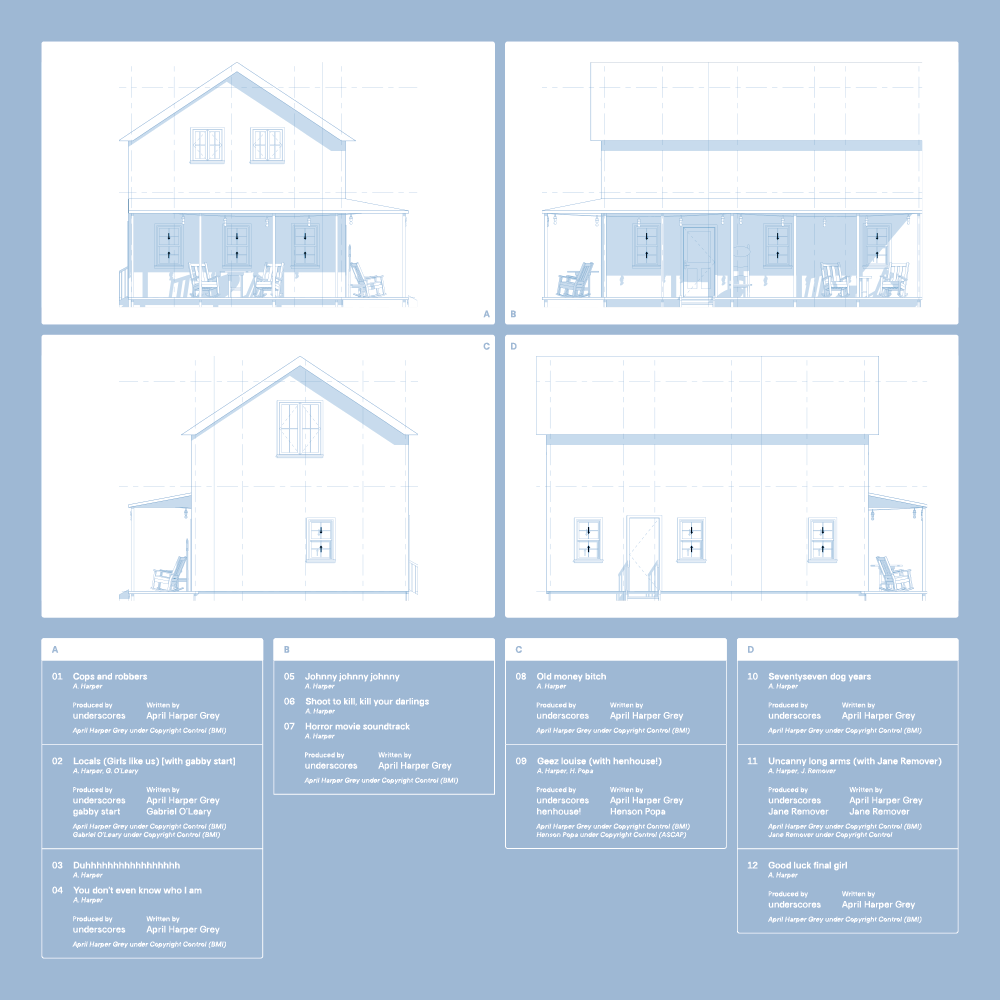 A
B
C
D
A
01 Cops and robbers
A. Harper
Produced by Written by
underscores April Harper Grey
April Harper Grey under Copyright Control (BMI)
02 Locals (Girls like us) [with gabby start]
A. Harper, G. O'Leary
Produced by Written by
underscores April Harper Grey
gabby start Gabriel O'Leary
April Harper Grey under Copyright Control (BMI)
Gabriel O'Leary under Copyright Control (BMI)
03 Duhhhhhhhhhhhhhhhhh
A. Harper
04 You don't even know who I am
A. Harper
Produced by Written by
underscores April Harper Grey
April Harper Grey under Copyright Control (BMI)
B
05 Johnny johnny johnny
A. Harper
06 Shoot to kill, kill your darlings
A. Harper
07 Horror movie soundtrack
A. Harper
Produced by Written by
underscores April Harper Grey
April Harper Grey under Copyright Control (BMI)
C
08 Old money bitch
A. Harper
Produced by Written by
underscores April Harper Grey
April Harper Grey under Copyright Control (BMI)
09 Geez louise (with henhouse!)
A. Harper, H. Popa
Produced by Written by
underscores April Harper Grey
henhouse! Henson Popa
April Harper Grey under Copyright Control (BMI)
Henson Popa under Copyright Control (ASCAP)
D
10 Seventyseven dog years
A. Harper
Produced by Written by
underscores April Harper Grey
April Harper Grey under Copyright Control (BMI)
11 Uncanny long arms (with Jane Remover)
A. Harper, J. Remover
Produced by Written by
underscores April Harper Grey
Jane Remover Jane Remover
April Harper Grey under Copyright Control (BMI)
Jane Remover under Copyright Control
12 Good luck final girl
A. Harper
Produced by Written by
underscores April Harper Grey
April Harper Grey under Copyright Control (BMI)